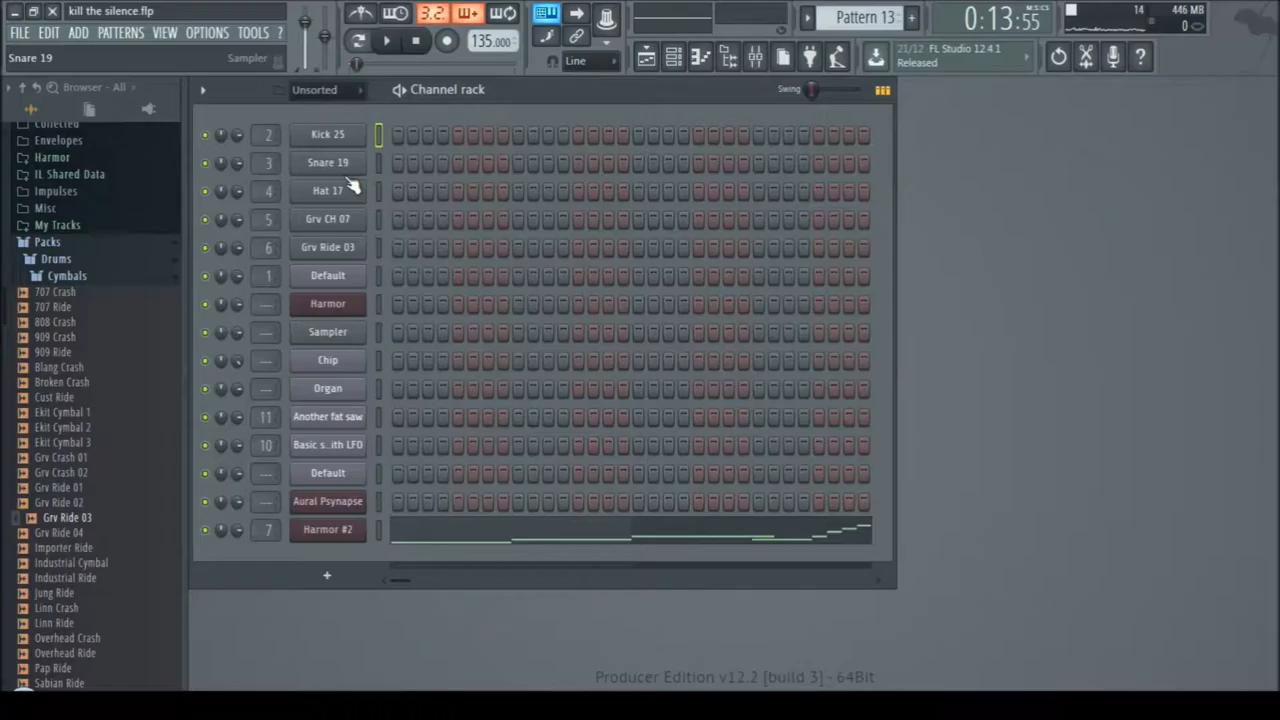 kill the silence.flp
FILE EDIT ADD PATTERNS VIEW OPTIONS TOOLS ?
Snare 19
Sampler
3.2
135.000
Line
Pattern 13
0:13:55
M:S:CS
14
446 MB
0
21/12 FL Studio 12.4.1
Released
Browser - All
Collected
Envelopes
Harmor
IL Shared Data
Impulses
Misc
My Tracks
Packs
Drums
Cymbals
707 Crash
707 Ride
808 Crash
909 Crash
909 Ride
Blang Crash
Broken Crash
Cust Ride
Ekit Cymbal 1
Ekit Cymbal 2
Ekit Cymbal 3
Grv Crash 01
Grv Crash 02
Grv Ride 01
Grv Ride 02
Grv Ride 03
Grv Ride 04
Importer Ride
Industrial Cymbal
Industrial Ride
Jung Ride
Linn Crash
Linn Ride
Overhead Crash
Overhead Ride
Pap Ride
Sabian Ride
Unsorted
Channel rack
Swing
2 Kick 25
3 Snare 19
4 Hat 17
5 Grv CH 07
6 Grv Ride 03
1 Default
--- Harmor
--- Sampler
--- Chip
--- Organ
11 Another fat saw
10 Basic s..ith LFO
--- Default
--- Aural Psynapse
7 Harmor #2
+
Producer Edition v12.2 [build 3] - 64Bit